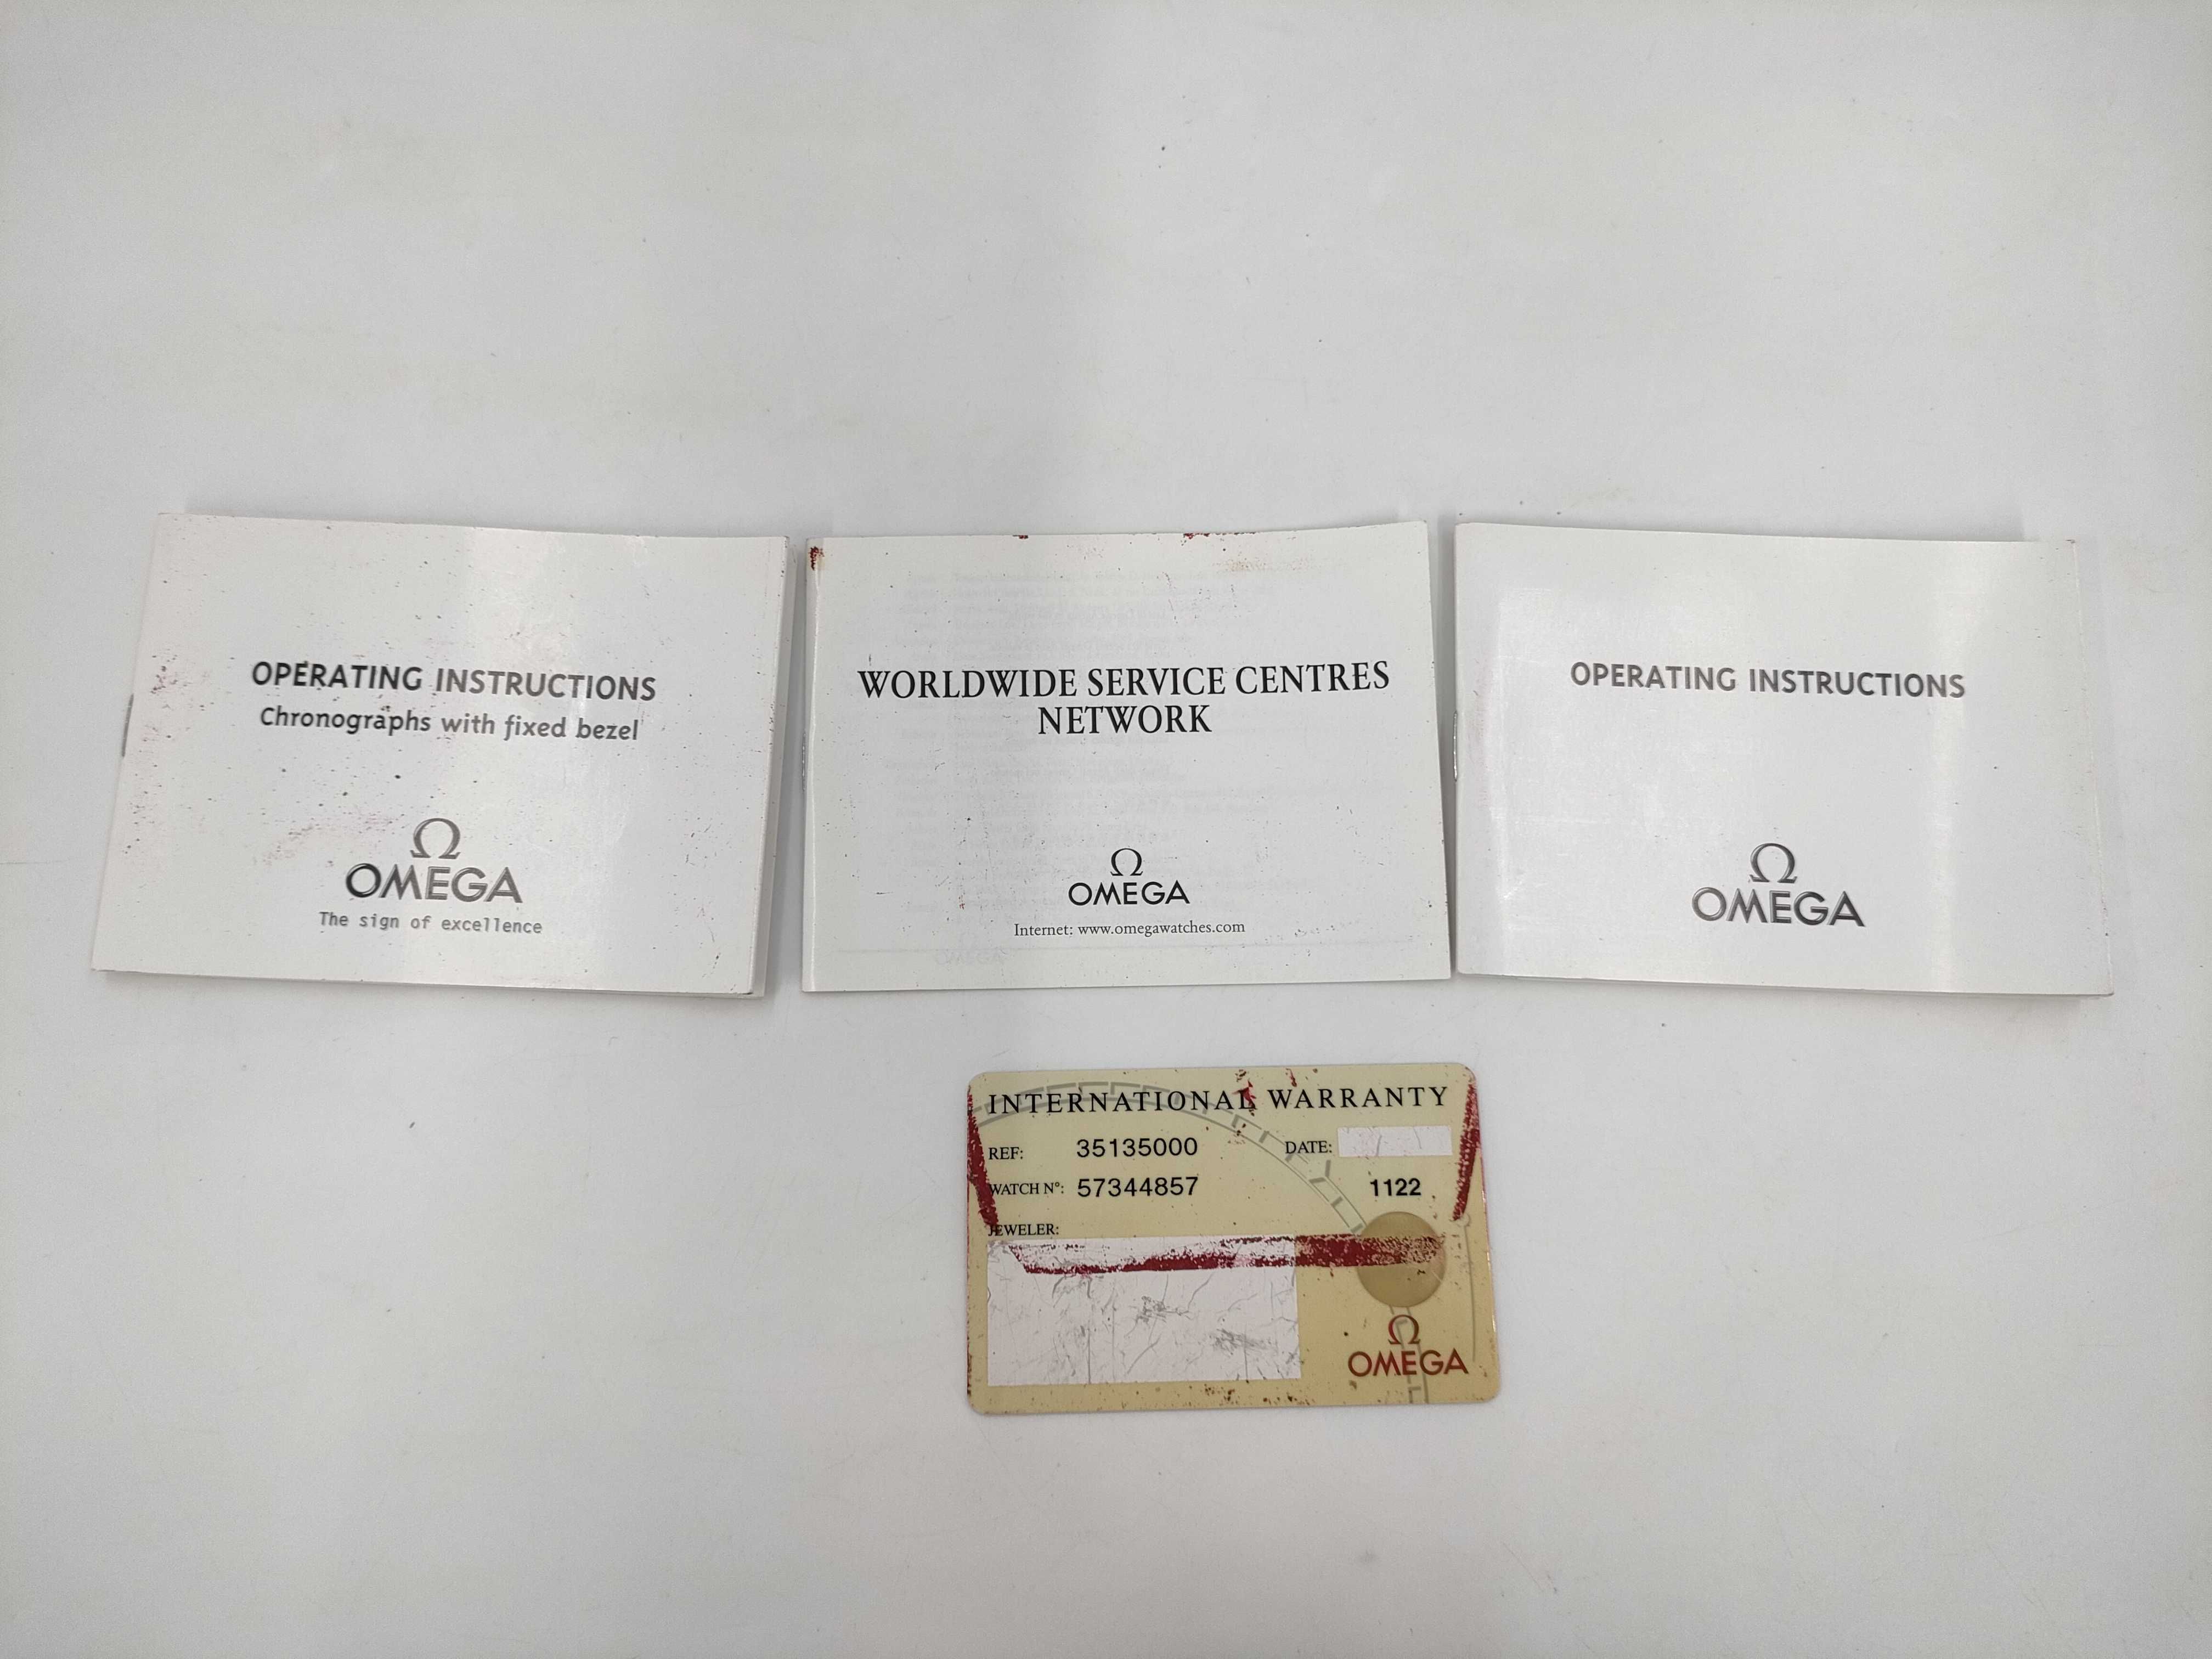 OPERATING INSTRUCTIONS
Chronographs with fixed bezel
Ω
OMEGA
The sign of excellence
WORLDWIDE SERVICE CENTRES
NETWORK
Ω
OMEGA
Internet: www.omegawatches.com
OPERATING INSTRUCTIONS
Ω
OMEGA
INTERNATIONAL WARRANTY
REF: 35135000 DATE:
WATCH Nº: 57344857 1122
JEWELER:
Ω
OMEGA